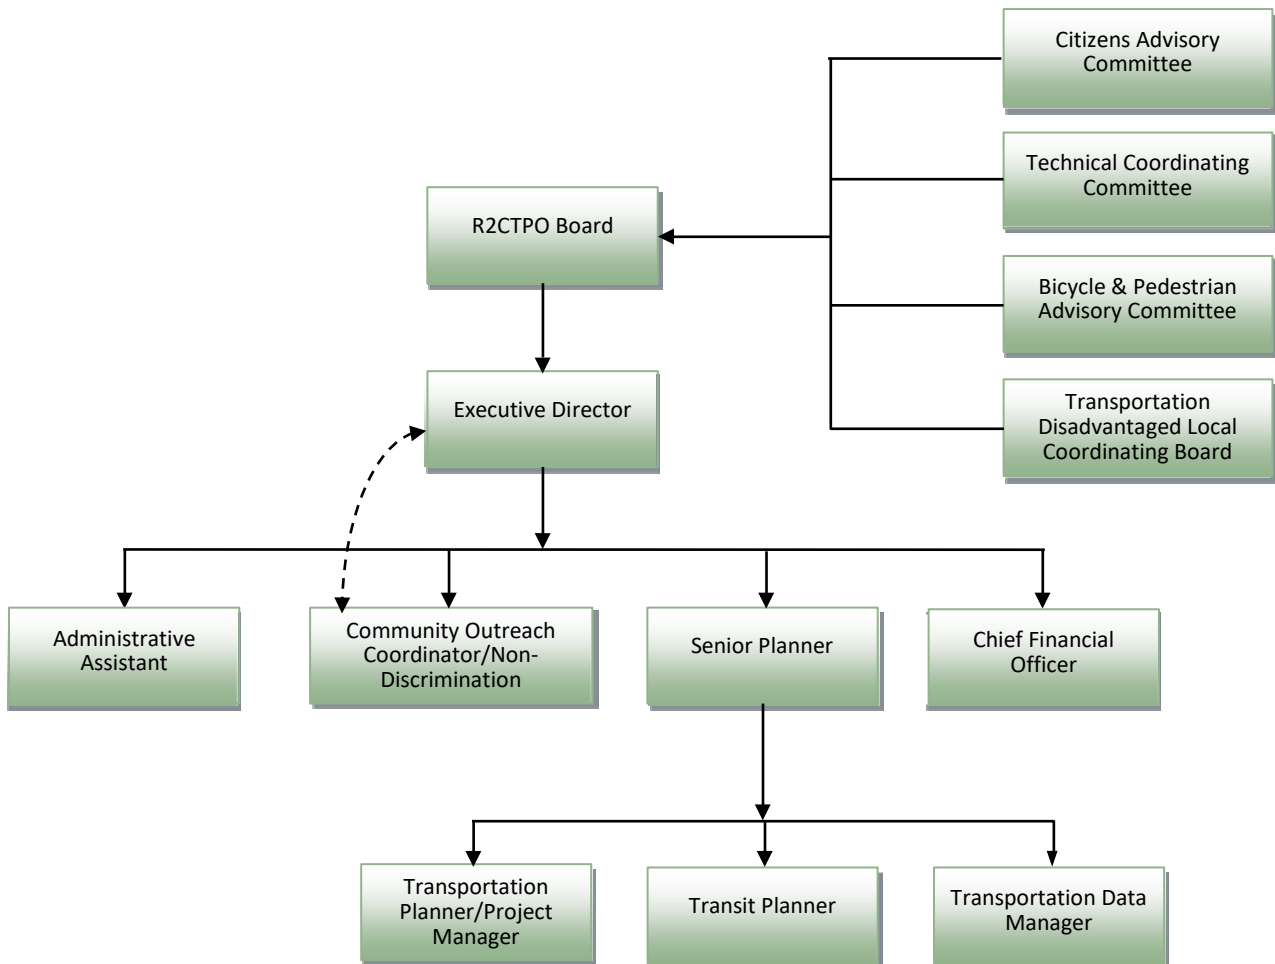 Citizens Advisory
Committee
Technical Coordinating
Committee
R2CTPO Board
Bicycle & Pedestrian
Advisory Committee
Executive Director
Transportation
Disadvantaged Local
Coordinating Board
Administrative
Assistant
Community Outreach
Coordinator/Non-
Discrimination
Senior Planner
Chief Financial
Officer
Transportation
Planner/Project
Manager
Transit Planner
Transportation Data
Manager